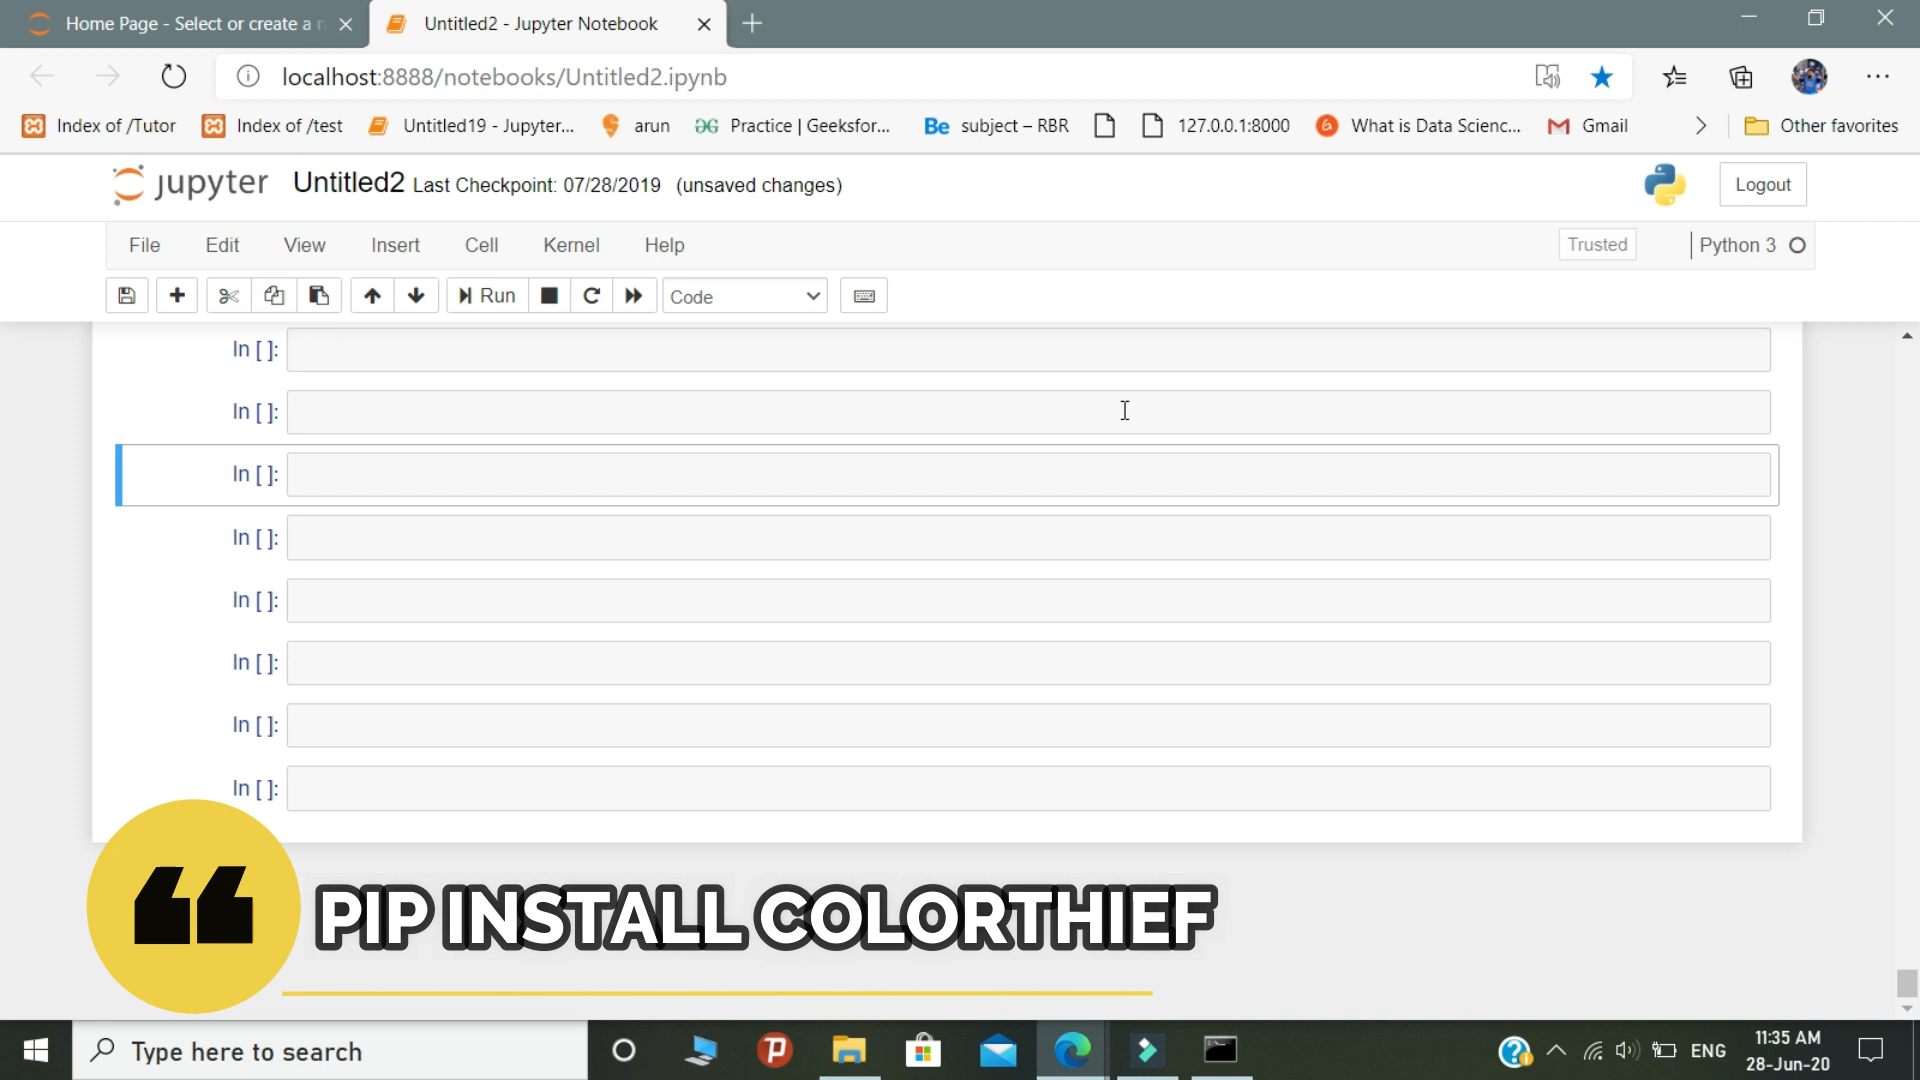 Home Page - Select or create a n
Untitled2 - Jupyter Notebook
localhost:8888/notebooks/Untitled2.ipynb
Index of /Tutor
Index of /test
Untitled19 - Jupyter...
arun
Practice | Geeksfor...
Be subject – RBR
127.0.0.1:8000
What is Data Scienc...
Gmail
Other favorites
jupyter Untitled2 Last Checkpoint: 07/28/2019 (unsaved changes)
Logout
File Edit View Insert Cell Kernel Help
Trusted
Python 3
Run
Code
In [ ]:
In [ ]:
In [ ]:
In [ ]:
In [ ]:
In [ ]:
In [ ]:
In [ ]:
PIP INSTALL COLORTHIEF
Type here to search
ENG
11:35 AM
28-Jun-20